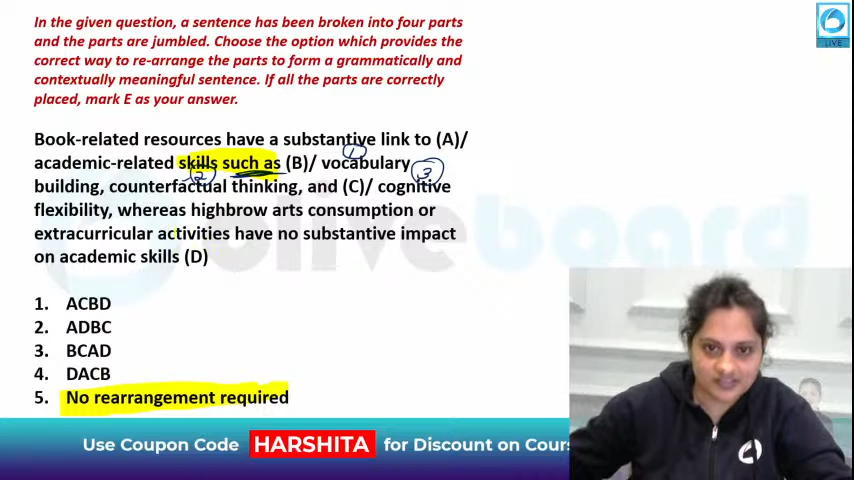 In the given question, a sentence has been broken into four parts
and the parts are jumbled. Choose the option which provides the
correct way to re-arrange the parts to form a grammatically and
contextually meaningful sentence. If all the parts are correctly
placed, mark E as your answer.
LIVE
Book-related resources have a substantive link to (A)/
academic-related skills such as (B)/ vocabulary
1
building, counterfactual thinking, and (C)/ cognitive
2 3
flexibility, whereas highbrow arts consumption or
extracurricular activities have no substantive impact
on academic skills (D)
oliveboard
1. ACBD
2. ADBC
3. BCAD
4. DACB
5. No rearrangement required
Use Coupon Code HARSHITA for Discount on Cours